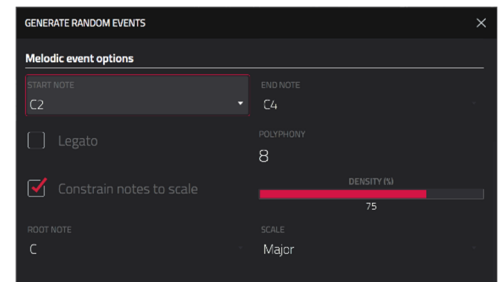 GENERATE RANDOM EVENTS
Melodic event options
START NOTE
C2
END NOTE
C4
Legato
POLYPHONY
8
Constrain notes to scale
DENSITY (%)
75
ROOT NOTE
C
SCALE
Major